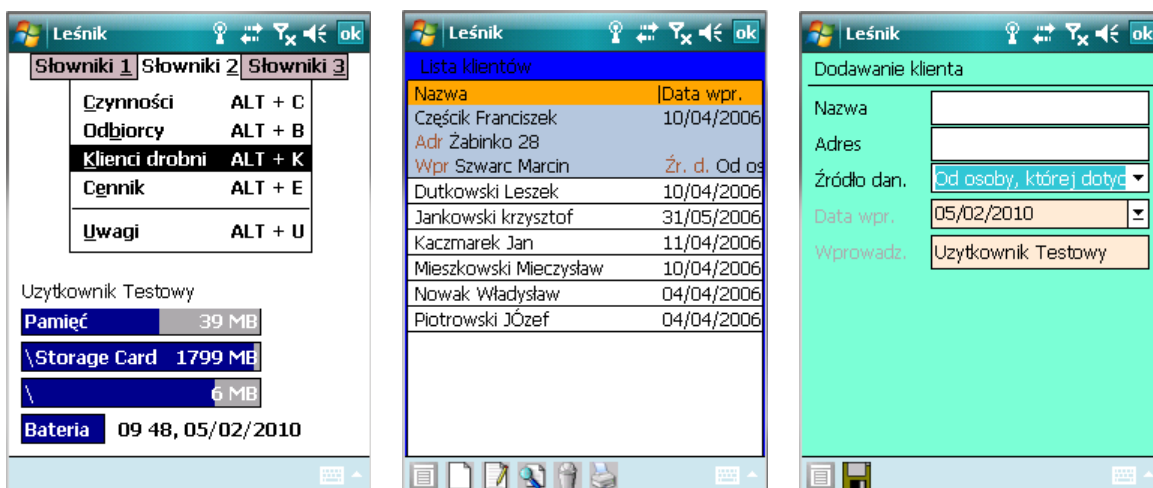 Leśnik
ok
Słowniki 1 Słowniki 2 Słowniki 3
Czynności ALT + C
Odbiorcy ALT + B
Klienci drobni ALT + K
Cennik ALT + E
Uwagi ALT + U
Uzytkownik Testowy
Pamięć 39 MB
\Storage Card 1799 MB
\ 6 MB
Bateria 09 48, 05/02/2010
Leśnik
ok
Lista klientów
Nazwa Data wpr.
Częścik Franciszek 10/04/2006
Adr Żabinko 28
Wpr Szwarc Marcin Źr. d. Od os
Dutkowski Leszek 10/04/2006
Jankowski krzysztof 31/05/2006
Kaczmarek Jan 11/04/2006
Mieszkowski Mieczysław 10/04/2006
Nowak Władysław 04/04/2006
Piotrowski JÓzef 04/04/2006
Leśnik
ok
Dodawanie klienta
Nazwa
Adres
Źródło dan. Od osoby, której dotyc
Data wpr. 05/02/2010
Wprowadz. Uzytkownik Testowy